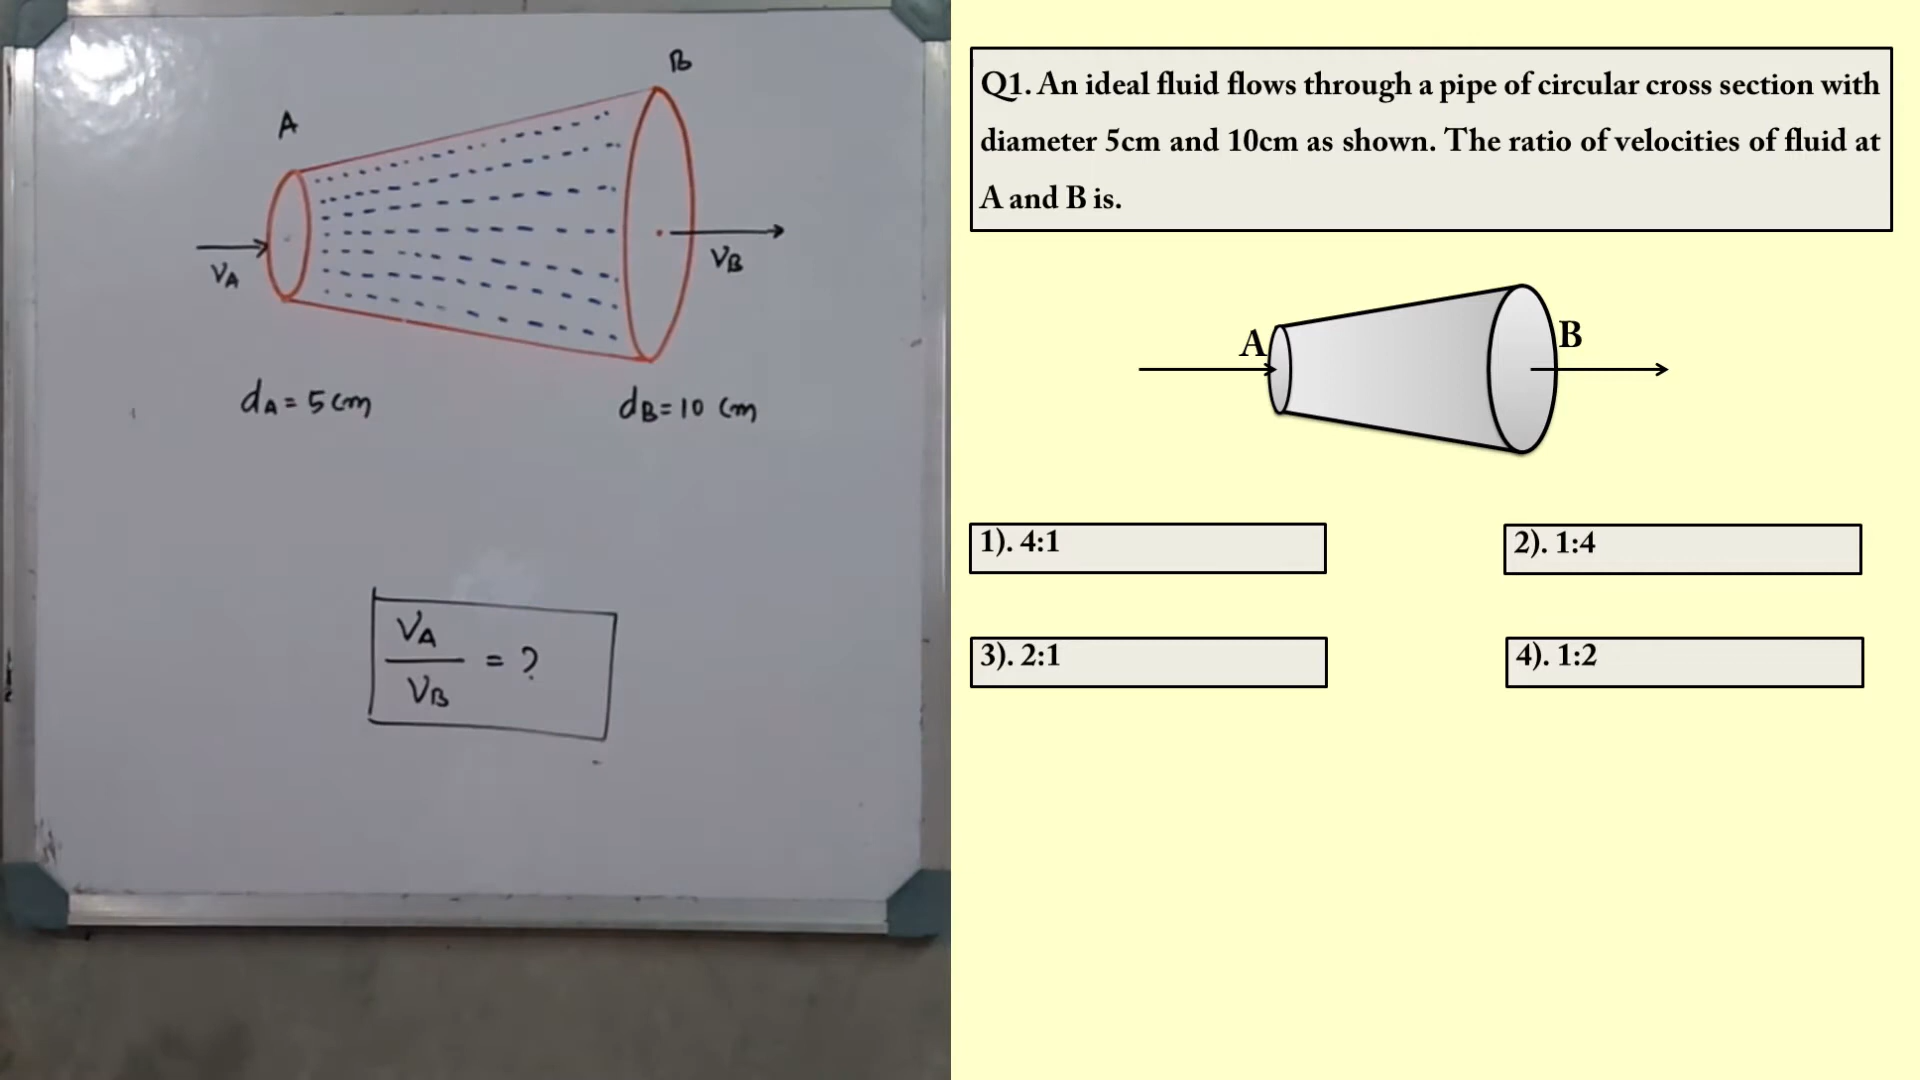 A
B
VA
VB
dA = 5 cm
dB = 10 cm
VA
VB
= ?
Q1. An ideal fluid flows through a pipe of circular cross section with
diameter 5cm and 10cm as shown. The ratio of velocities of fluid at
A and B is.
A
B
1). 4:1
2). 1:4
3). 2:1
4). 1:2